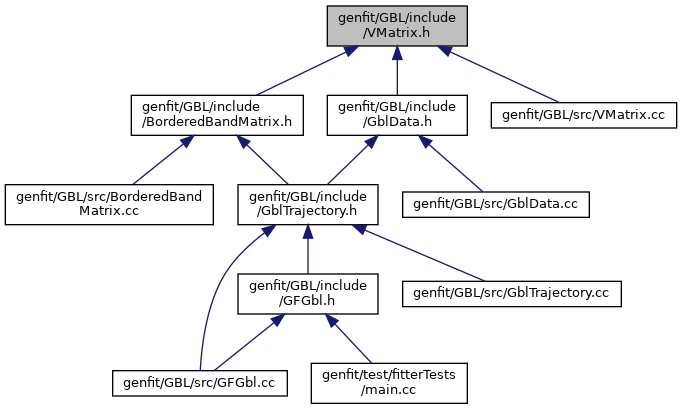 genfit/GBL/include
/VMatrix.h
genfit/GBL/include
/BorderedBandMatrix.h
genfit/GBL/include
/GblData.h
genfit/GBL/src/VMatrix.cc
genfit/GBL/src/BorderedBand
Matrix.cc
genfit/GBL/include
/GblTrajectory.h
genfit/GBL/src/GblData.cc
genfit/GBL/include
/GFGbl.h
genfit/GBL/src/GblTrajectory.cc
genfit/GBL/src/GFGbl.cc
genfit/test/fitterTests
/main.cc